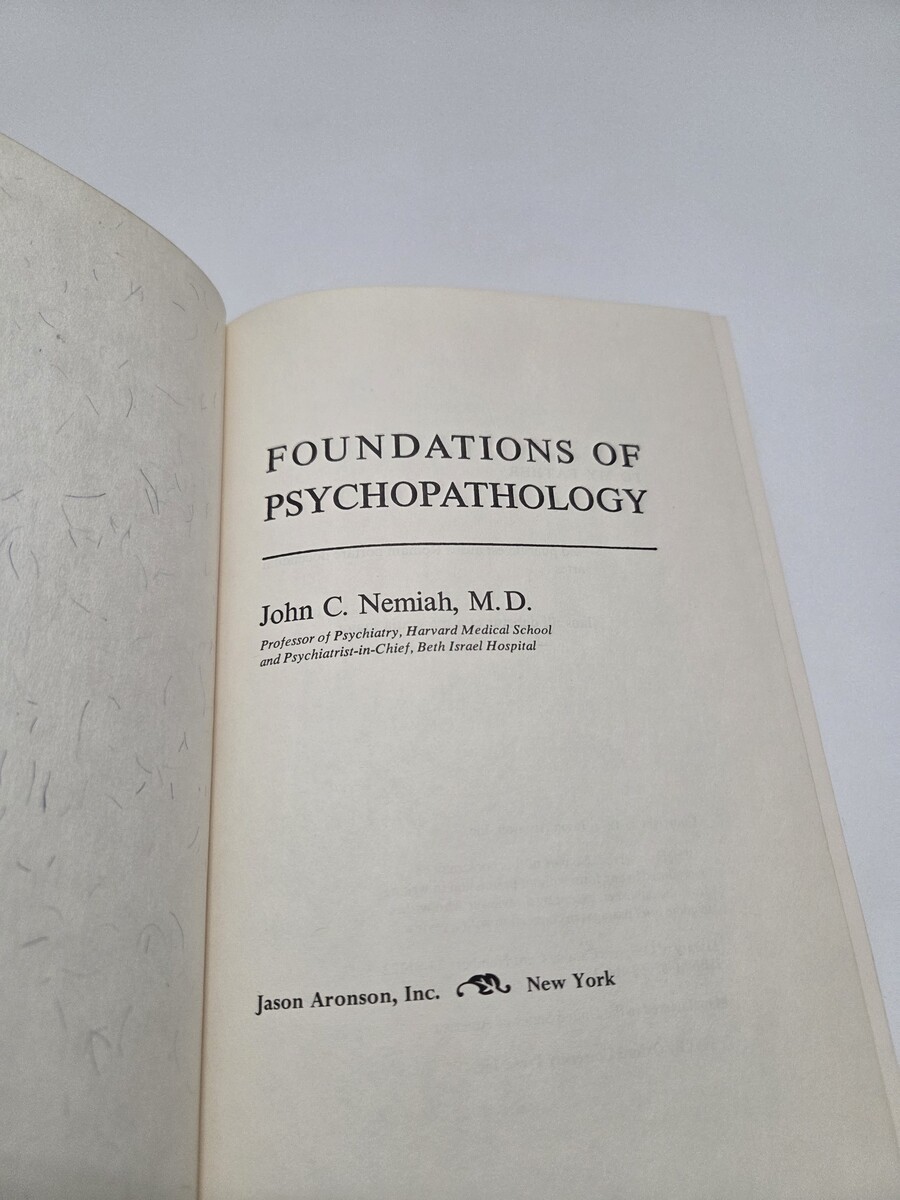 FOUNDATIONS OF
PSYCHOPATHOLOGY
John C. Nemiah, M.D.
Professor of Psychiatry, Harvard Medical School
and Psychiatrist-in-Chief, Beth Israel Hospital
Jason Aronson, Inc. New York